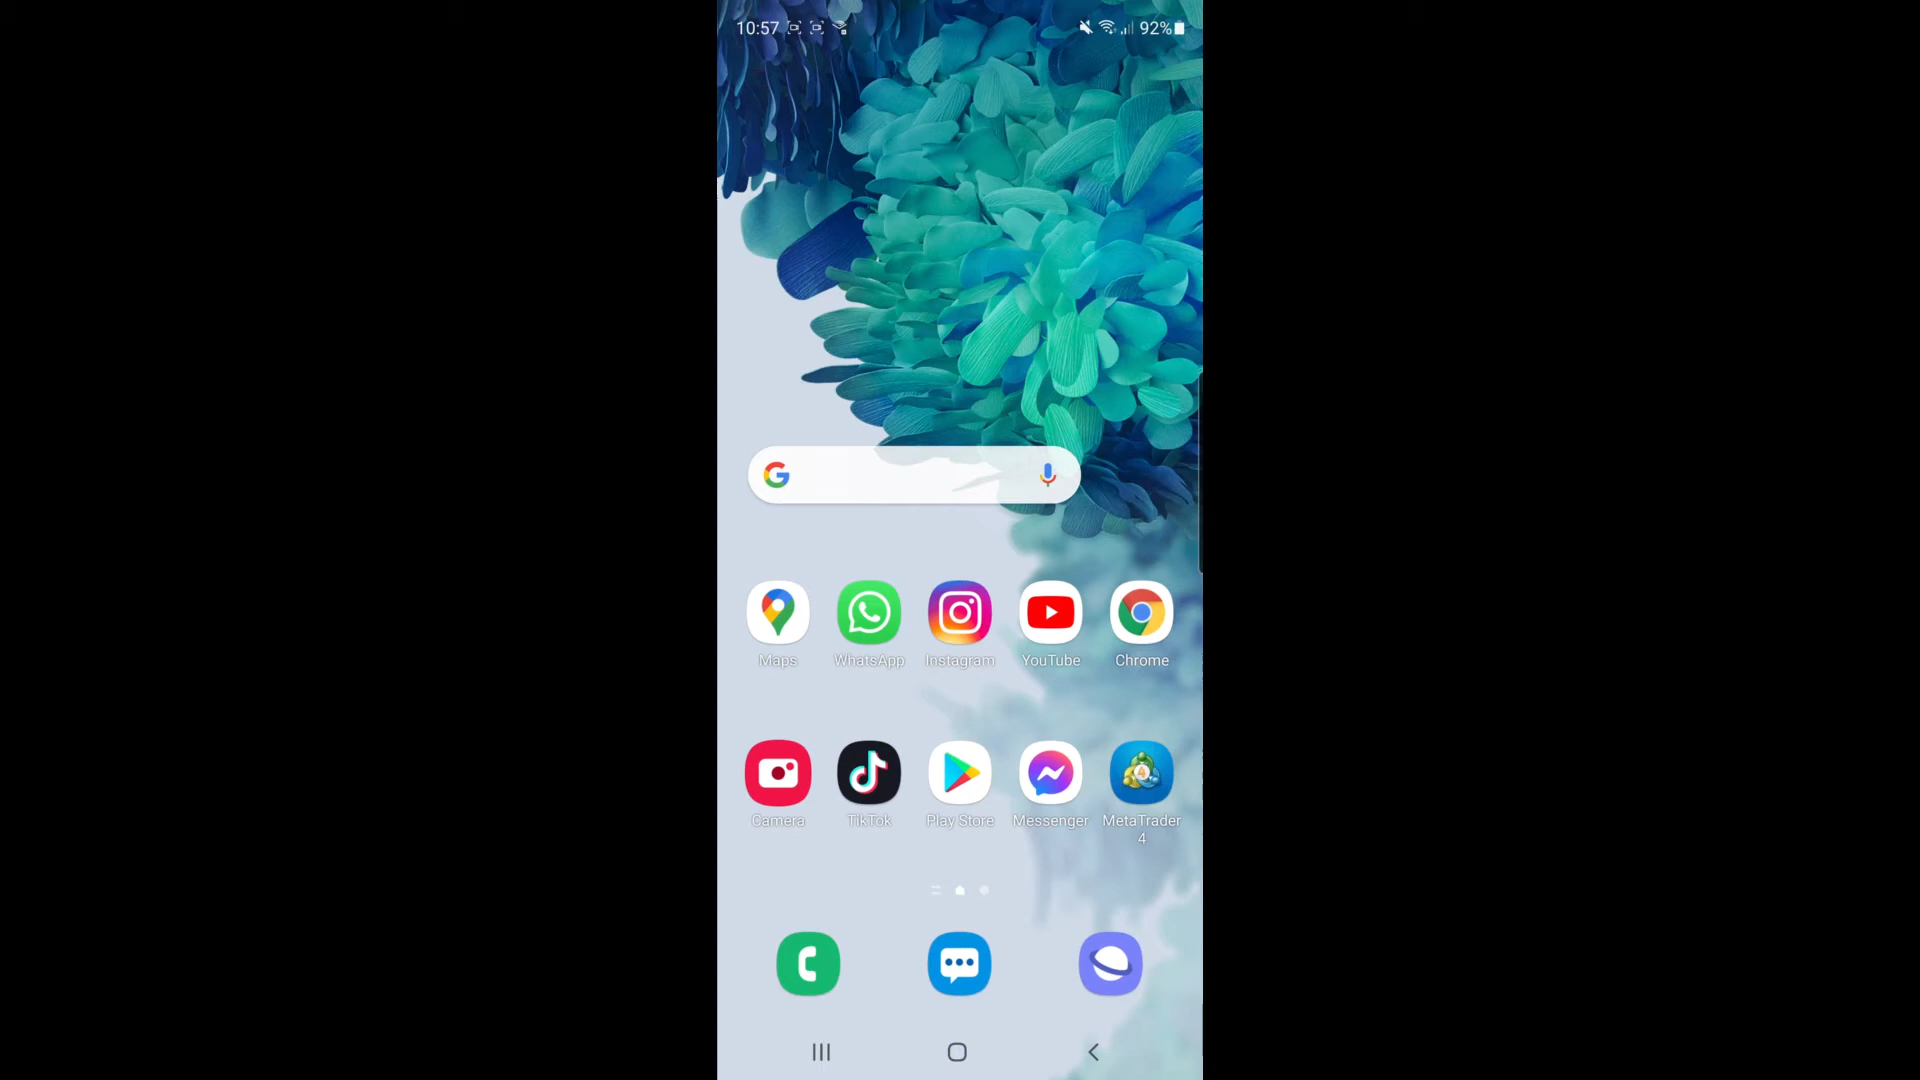 10:57 92%
G
Maps WhatsApp Instagram YouTube Chrome
Camera TikTok Play Store Messenger MetaTrader
4